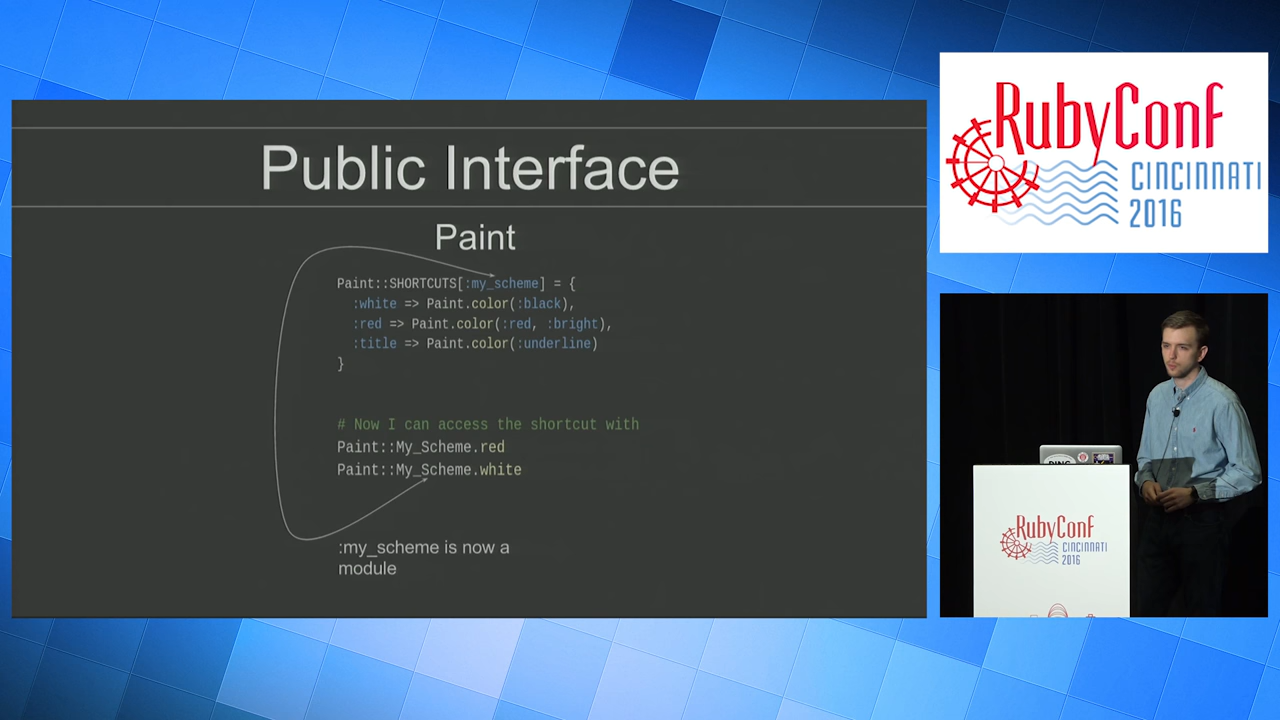 Public Interface
Paint
Paint::SHORTCUTS[:my_scheme] = {
:white => Paint.color(:black),
:red => Paint.color(:red, :bright),
:title => Paint.color(:underline)
}
# Now I can access the shortcut with
Paint::My_Scheme.red
Paint::My_Scheme.white
:my_scheme is now a
module
RubyConf
CINCINNATI
2016
RubyConf
CINCINNATI
2016